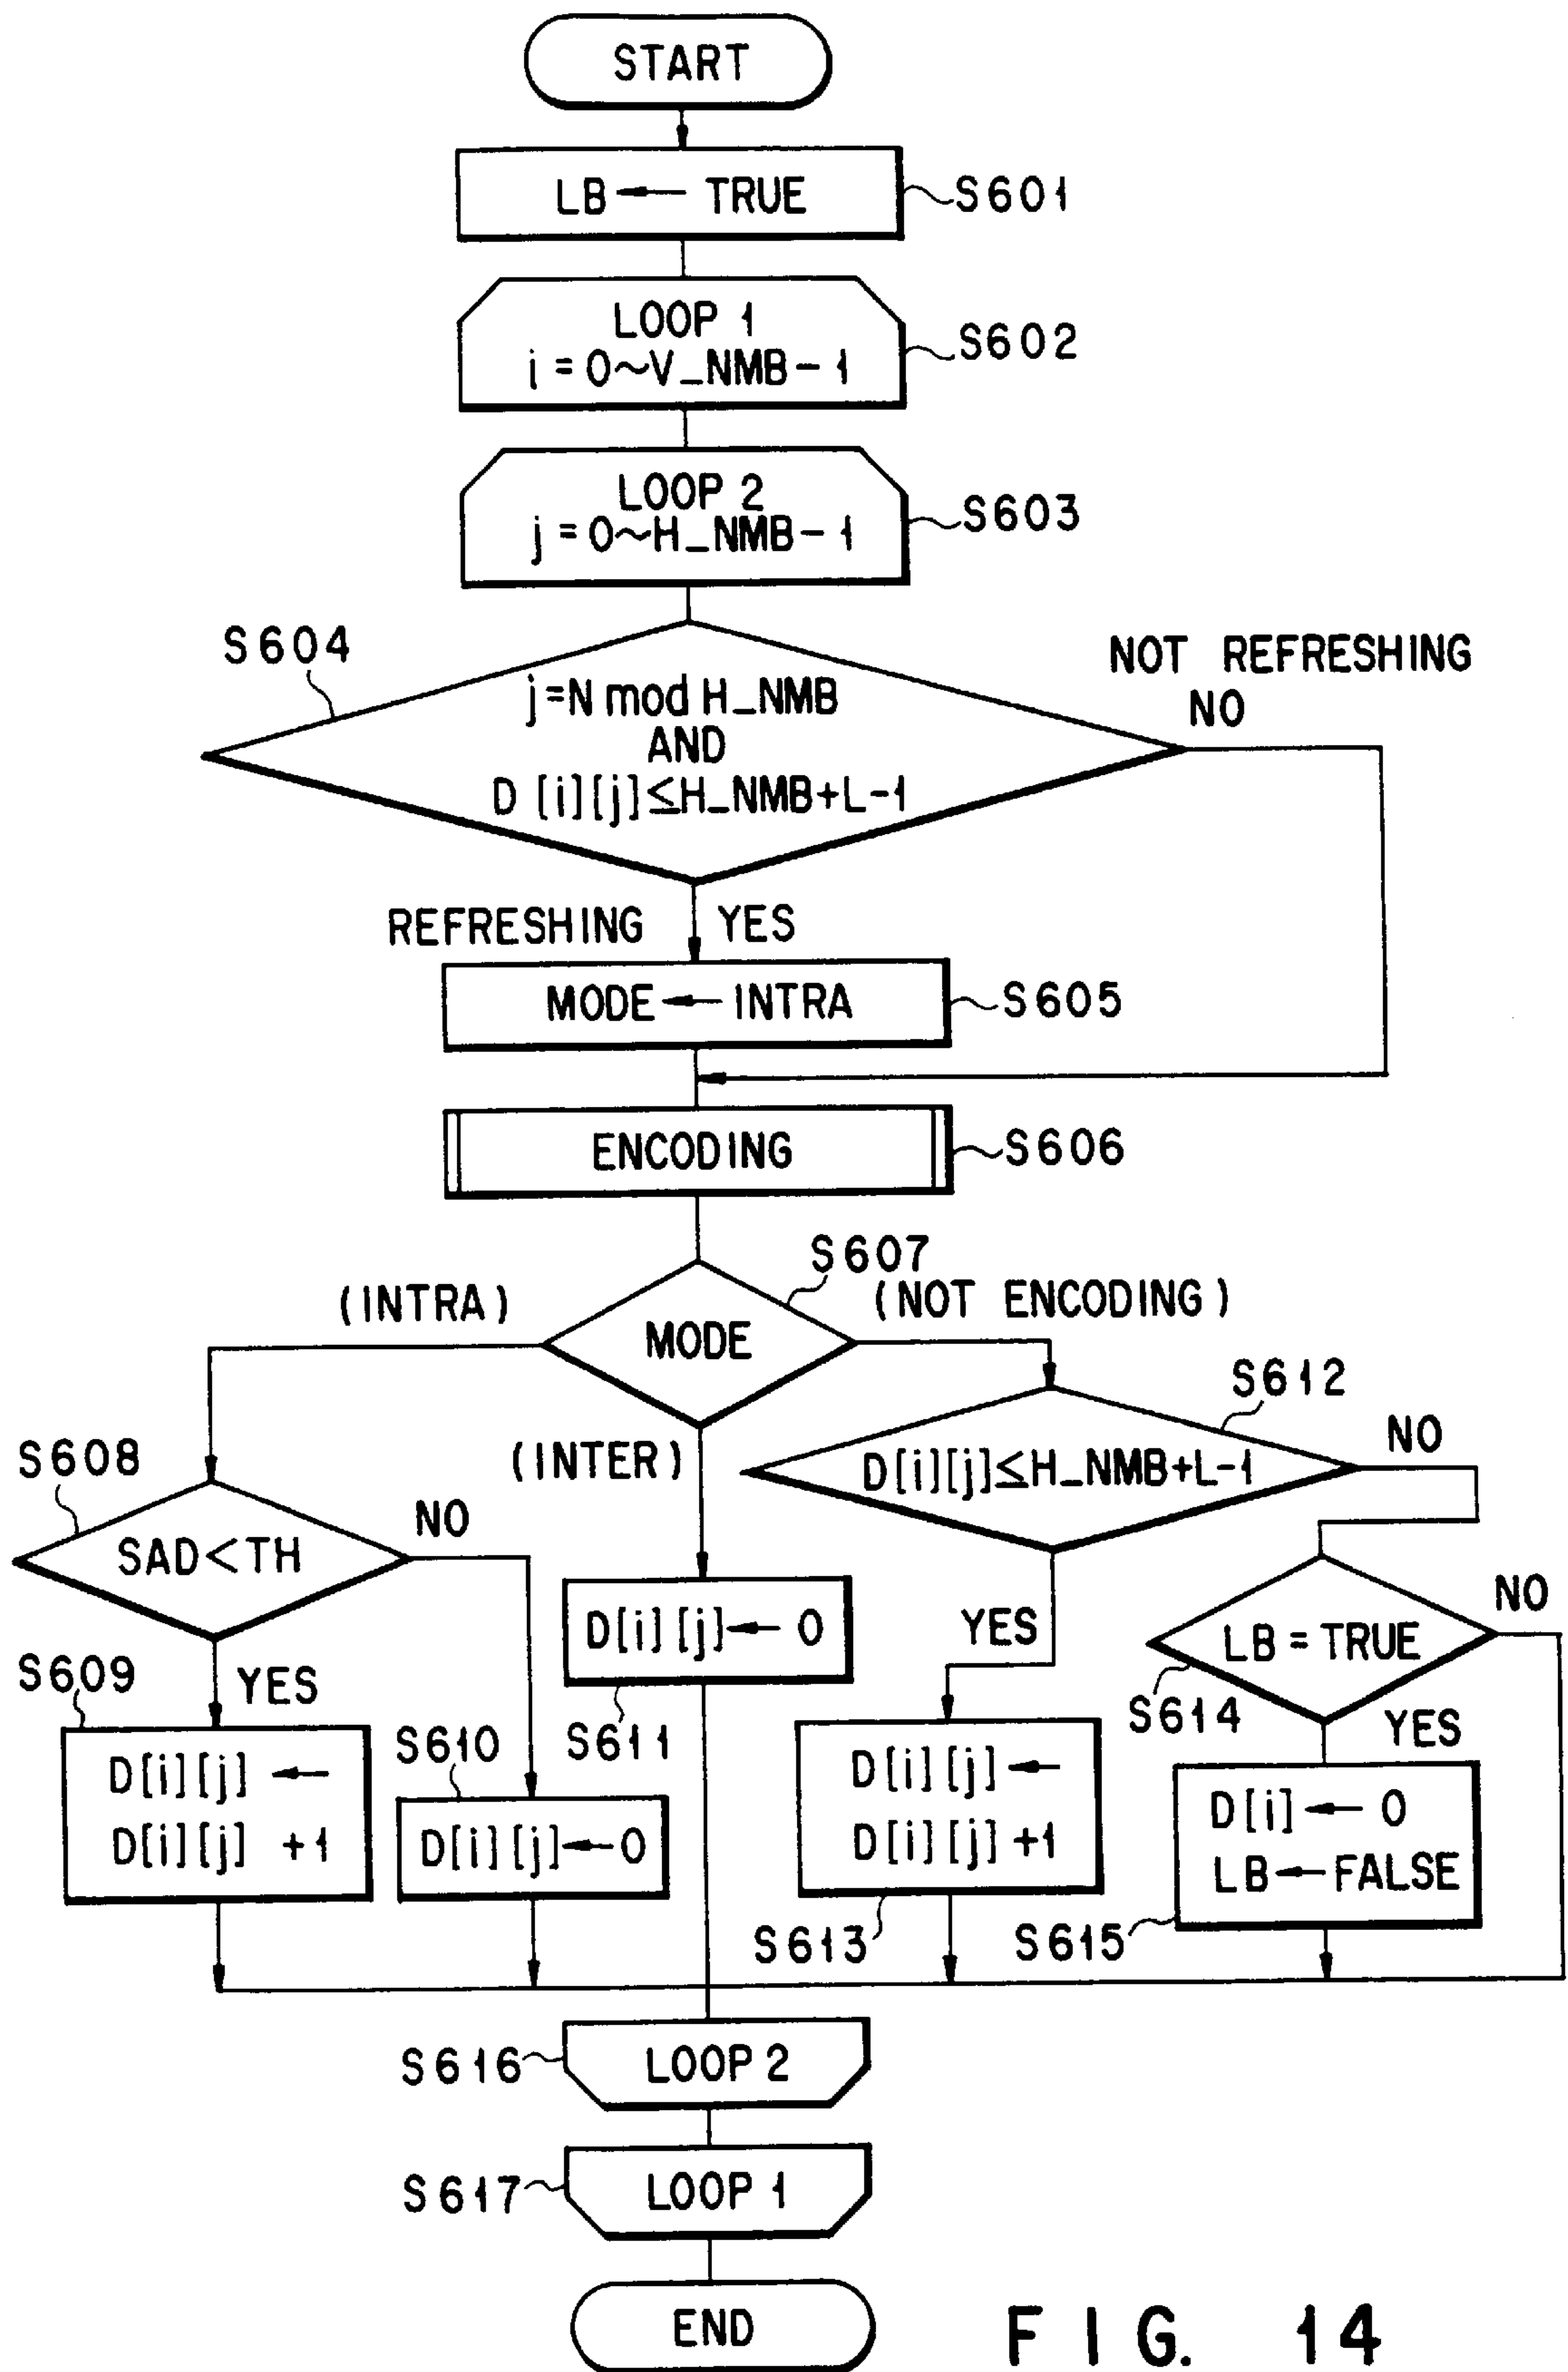 START
LB ← TRUE
S601
LOOP 1
i = 0~V_NMB-1
S602
LOOP 2
j = 0~H_NMB-1
S603
S604
j=N mod H_NMB
AND
D [i][j]≤H_NMB+L-1
NOT REFRESHING
NO
REFRESHING
YES
MODE ← INTRA
S605
ENCODING
S606
S607
(INTRA)
(NOT ENCODING)
MODE
S612
(INTER)
D[i][j]≤H_NMB+L-1
NO
S608
SAD<TH
NO
D[i][j]← 0
S611
YES
LB = TRUE
NO
S614
YES
S609
YES
D[i][j] ←
D[i][j] +1
S610
D[i][j]←0
D[i][j] ←
D[i][j]+1
S613
D[i] ← 0
LB ← FALSE
S615
S616
LOOP 2
S617
LOOP 1
END
FIG. 14